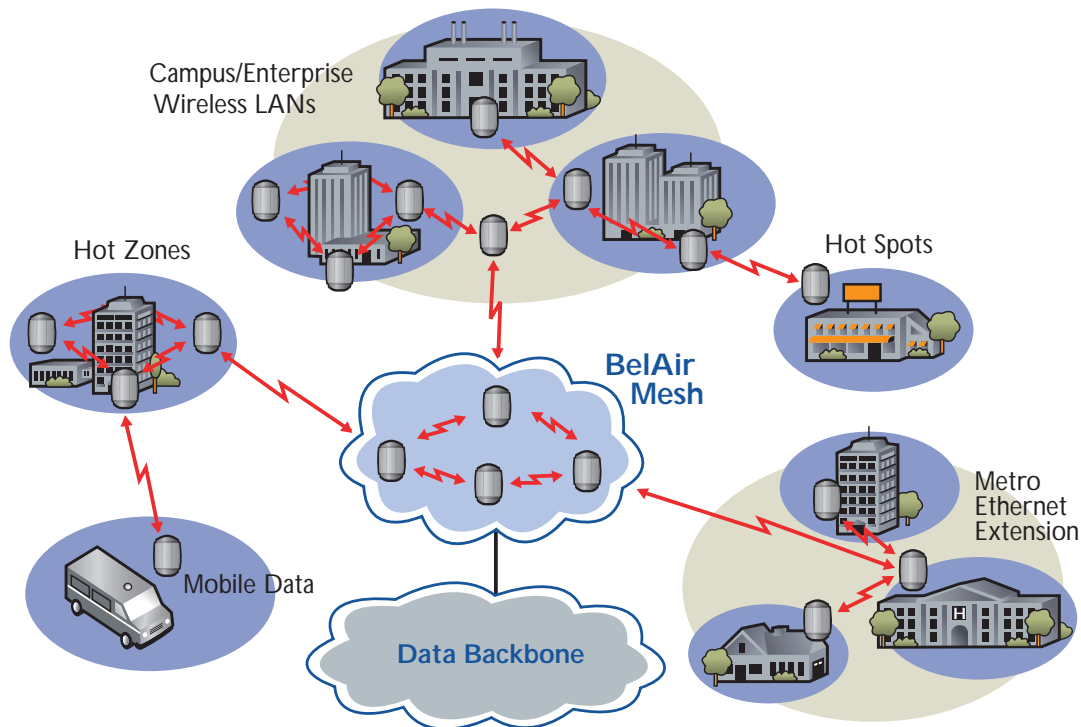 Campus/Enterprise
Wireless LANs
Hot Zones
Hot Spots
BelAir
Mesh
Metro
Ethernet
Extension
H
Mobile Data
Data Backbone